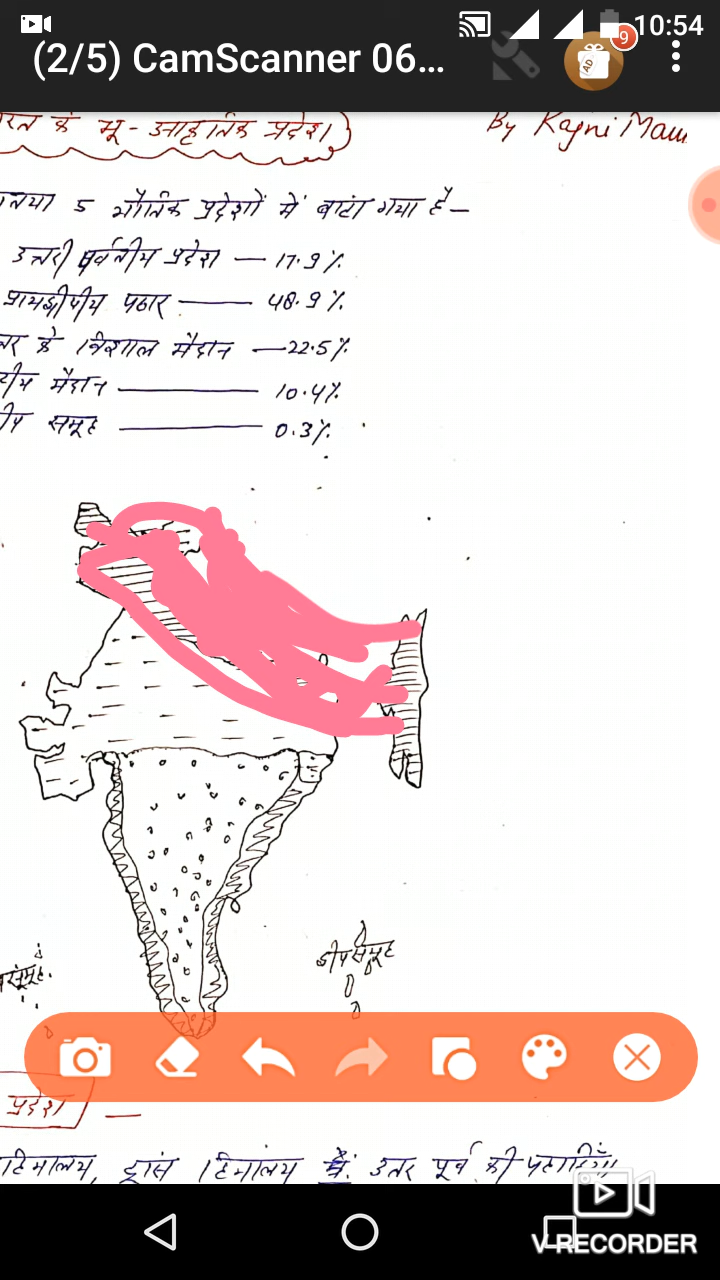 10:54
(2/5) CamScanner 06...
9
AD
भू-आकृतिक प्रदेश
By Rajni Mam
5 भौतिक प्रदेशों में बांटा गया है-
उत्तरी पर्वतीय प्रदेश — 17.9%
प्रायद्वीपीय पठार — 48.9%
के विशाल मैदान — 22.5%
मैदान — 10.4%
समूह — 0.3%
द्वीपसमूह
प्रदेश —
हिमालय, ट्रांस हिमालय उत्तर पूर्व की पहाड़ियाँ
V RECORDER